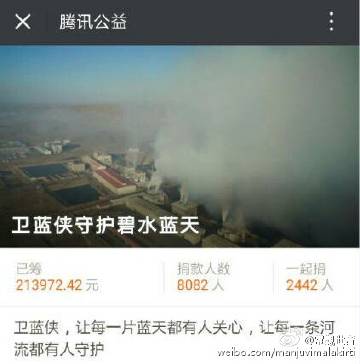 腾讯公益
卫蓝侠守护碧水蓝天
已筹 捐款人数 一起捐
213972.42 元 8082 人 2442 人
卫蓝侠，让每一片蓝天都有人关心，让每一条河
流都有人守护
weibo.com/manjuvimalakirti